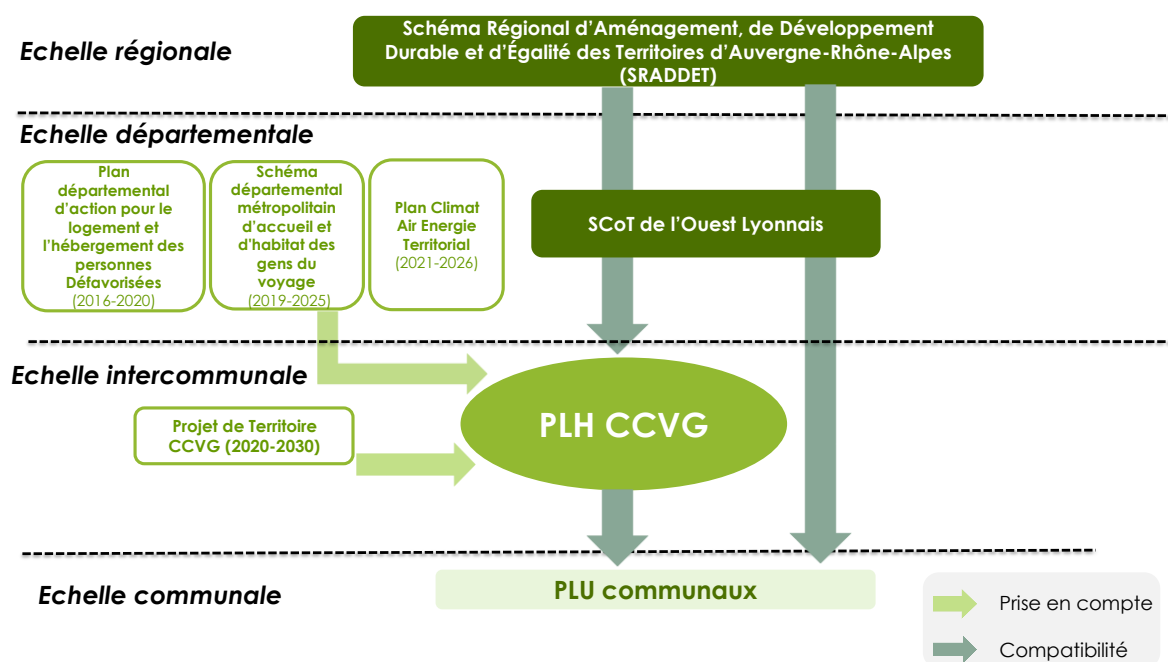 Echelle régionale
Schéma Régional d'Aménagement, de Développement
Durable et d'Égalité des Territoires d'Auvergne-Rhône-Alpes
(SRADDET)
Echelle départementale
Plan
départemental
d'action pour le
logement et
l'hébergement des
personnes
Défavorisées
(2016-2020)
Schéma
départemental
métropolitain
d'accueil et
d'habitat des
gens du
voyage
(2019-2025)
Plan Climat
Air Energie
Territorial
(2021-2026)
SCoT de l'Ouest Lyonnais
Echelle intercommunale
Projet de Territoire
CCVG (2020-2030)
PLH CCVG
Echelle communale
PLU communaux
Prise en compte
Compatibilité